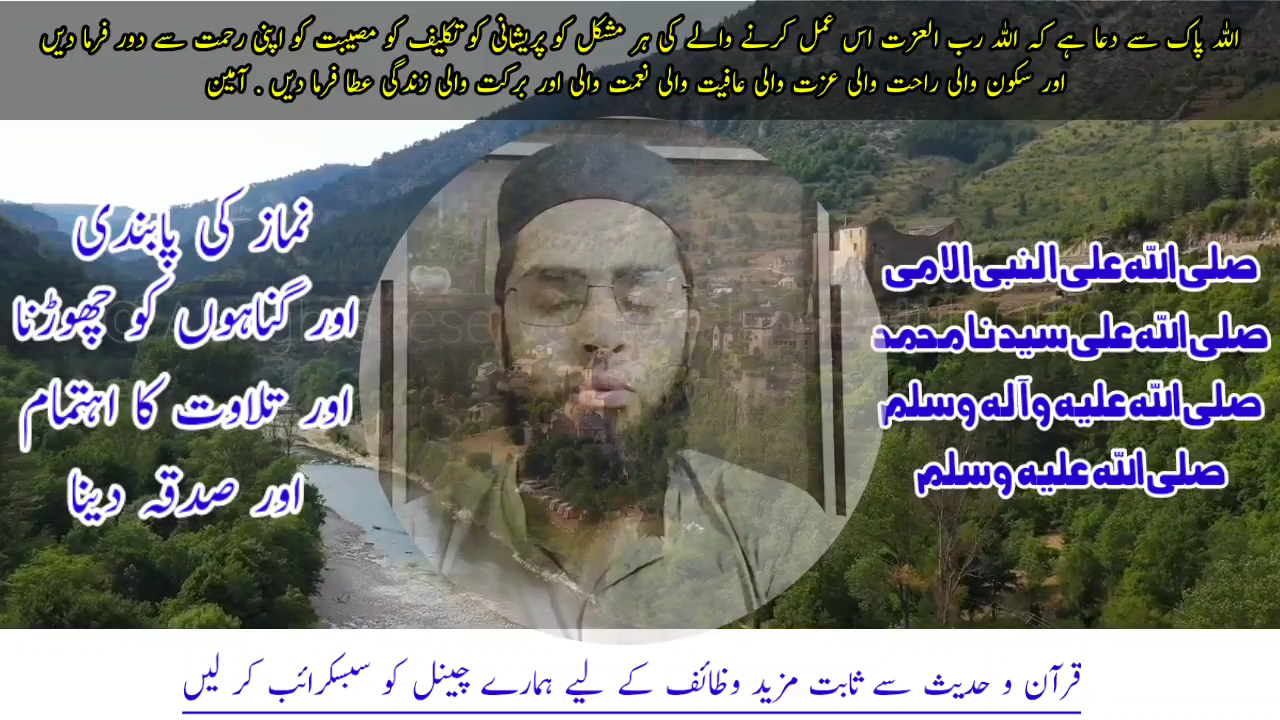 اللہ پاک سے دعا ہے کہ اللہ رب العزت اس عمل کرنے والے کی ہر مشکل کو پریشانی کو تکلیف کو مصیبت کو اپنی رحمت سے دور فرما دیں
اور سکون والی راحت والی عزت والی عافیت والی نعمت والی اور برکت والی زندگی عطا فرما دیں . آمین
صلی اللہ علی النبی الامی
صلی اللہ علی سیدنا محمد
صلی اللہ علیہ وآلہ وسلم
صلی اللہ علیہ وسلم
نماز کی پابندی
اور گناہوں کو چھوڑنا
اور تلاوت کا اہتمام
اور صدقہ دینا
قرآن و حدیث سے ثابت مزید وظائف کے لیے ہمارے چینل کو سبسکرائب کر لیں